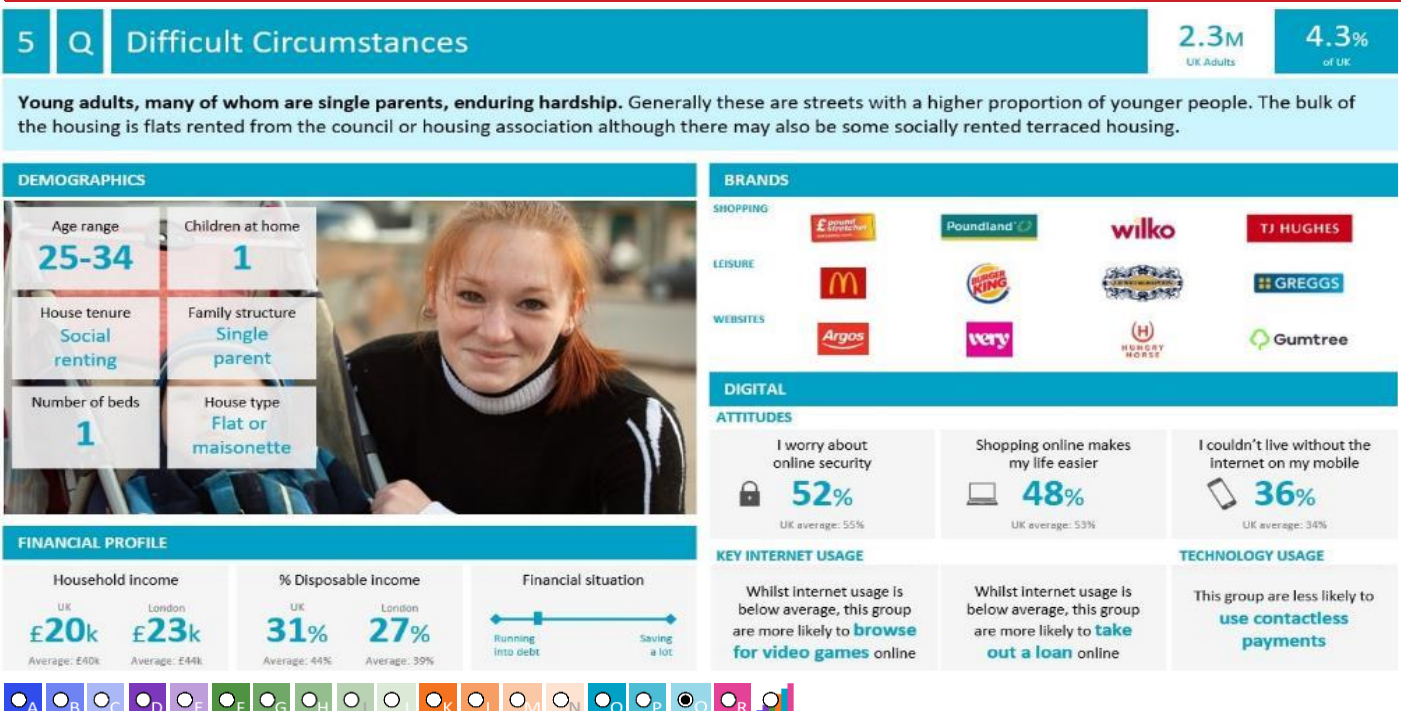 5 Q Difficult Circumstances
2.3M
UK Adults
4.3%
of UK
Young adults, many of whom are single parents, enduring hardship. Generally these are streets with a higher proportion of younger people. The bulk of
the housing is flats rented from the council or housing association although there may also be some socially rented terraced housing.
DEMOGRAPHICS
Age range
25-34
Children at home
1
House tenure
Social
renting
Family structure
Single
parent
Number of beds
1
House type
Flat or
maisonette
FINANCIAL PROFILE
Household income
UK
£20k
Average: £40k
London
£23k
Average: £44k
% Disposable income
UK
31%
Average: 44%
London
27%
Average: 39%
Financial situation
Running
into debt
Saving
a lot
BRANDS
SHOPPING
£ pound
stretcher
Poundland
wilko
TJ HUGHES
LEISURE
BURGER
KING
GREGGS
WEBSITES
Argos
very
H
HUNGRY
HORSE
Gumtree
DIGITAL
ATTITUDES
I worry about
online security
52%
UK average: 55%
Shopping online makes
my life easier
48%
UK average: 53%
I couldn't live without the
internet on my mobile
36%
UK average: 34%
KEY INTERNET USAGE
Whilst internet usage is
below average, this group
are more likely to browse
for video games online
Whilst internet usage is
below average, this group
are more likely to take
out a loan online
TECHNOLOGY USAGE
This group are less likely to
use contactless
payments
A B C D E F G H I J K L M N O P Q R